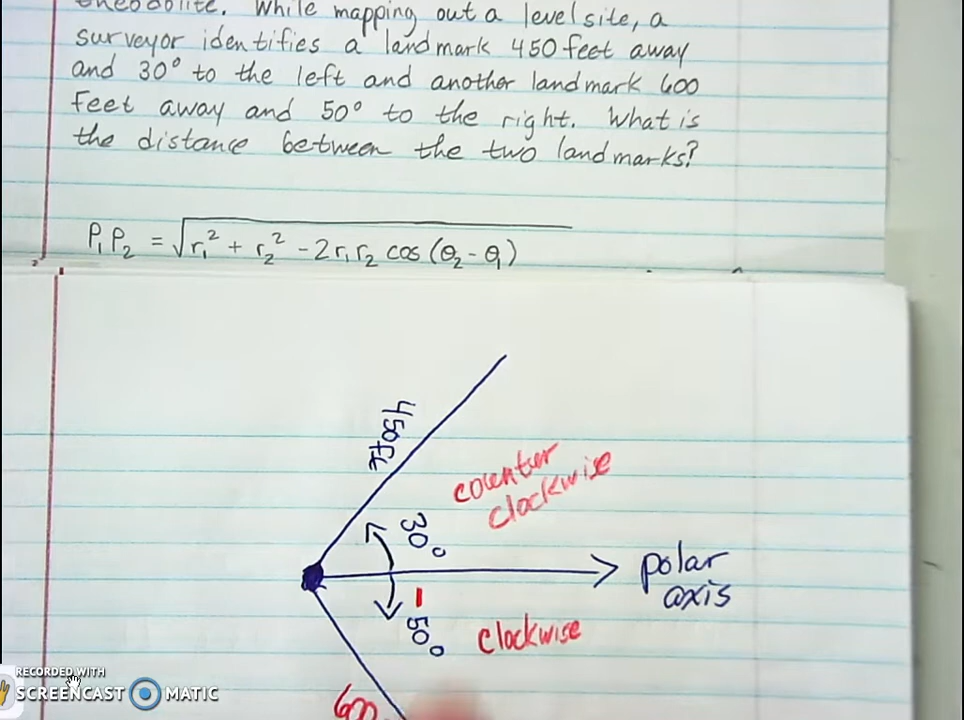 theodolite. While mapping out a level site, a
surveyor identifies a landmark 450 feet away
and 30° to the left and another landmark 600
feet away and 50° to the right. What is
the distance between the two landmarks?
P₁P₂ = √r₁² + r₂² - 2r₁r₂ cos (θ₂ - θ₁)
450ft
counter
clockwise
30°
polar
axis
-50°
clockwise
600
RECORDED WITH
SCREENCAST MATIC